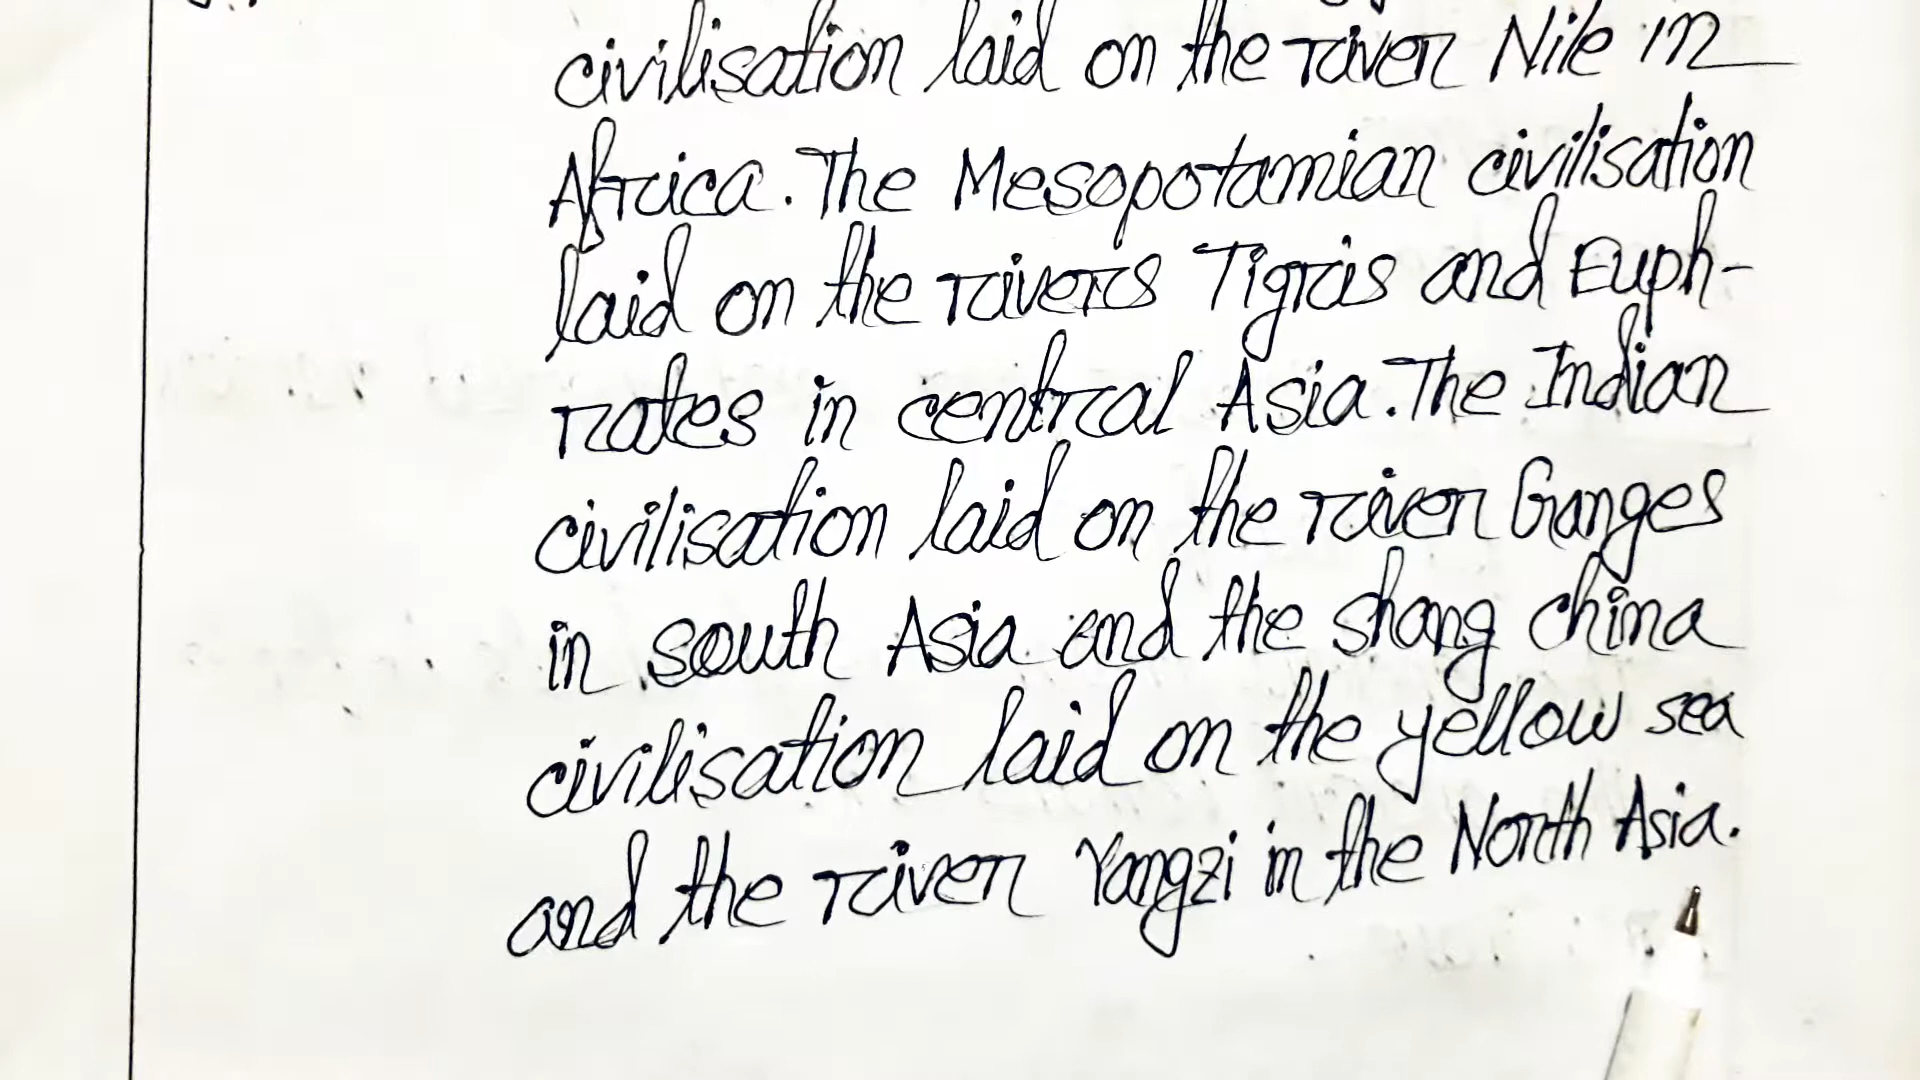 civilisation laid on the river Nile in
Africa. The Mesopotamian civilisation
laid on the rivers Tigris and Euph-
rates in central Asia. The Indian
civilisation laid on the river Ganges
in south Asia and the shang china
civilisation laid on the yellow sea
and the river Yangzi in the North Asia.